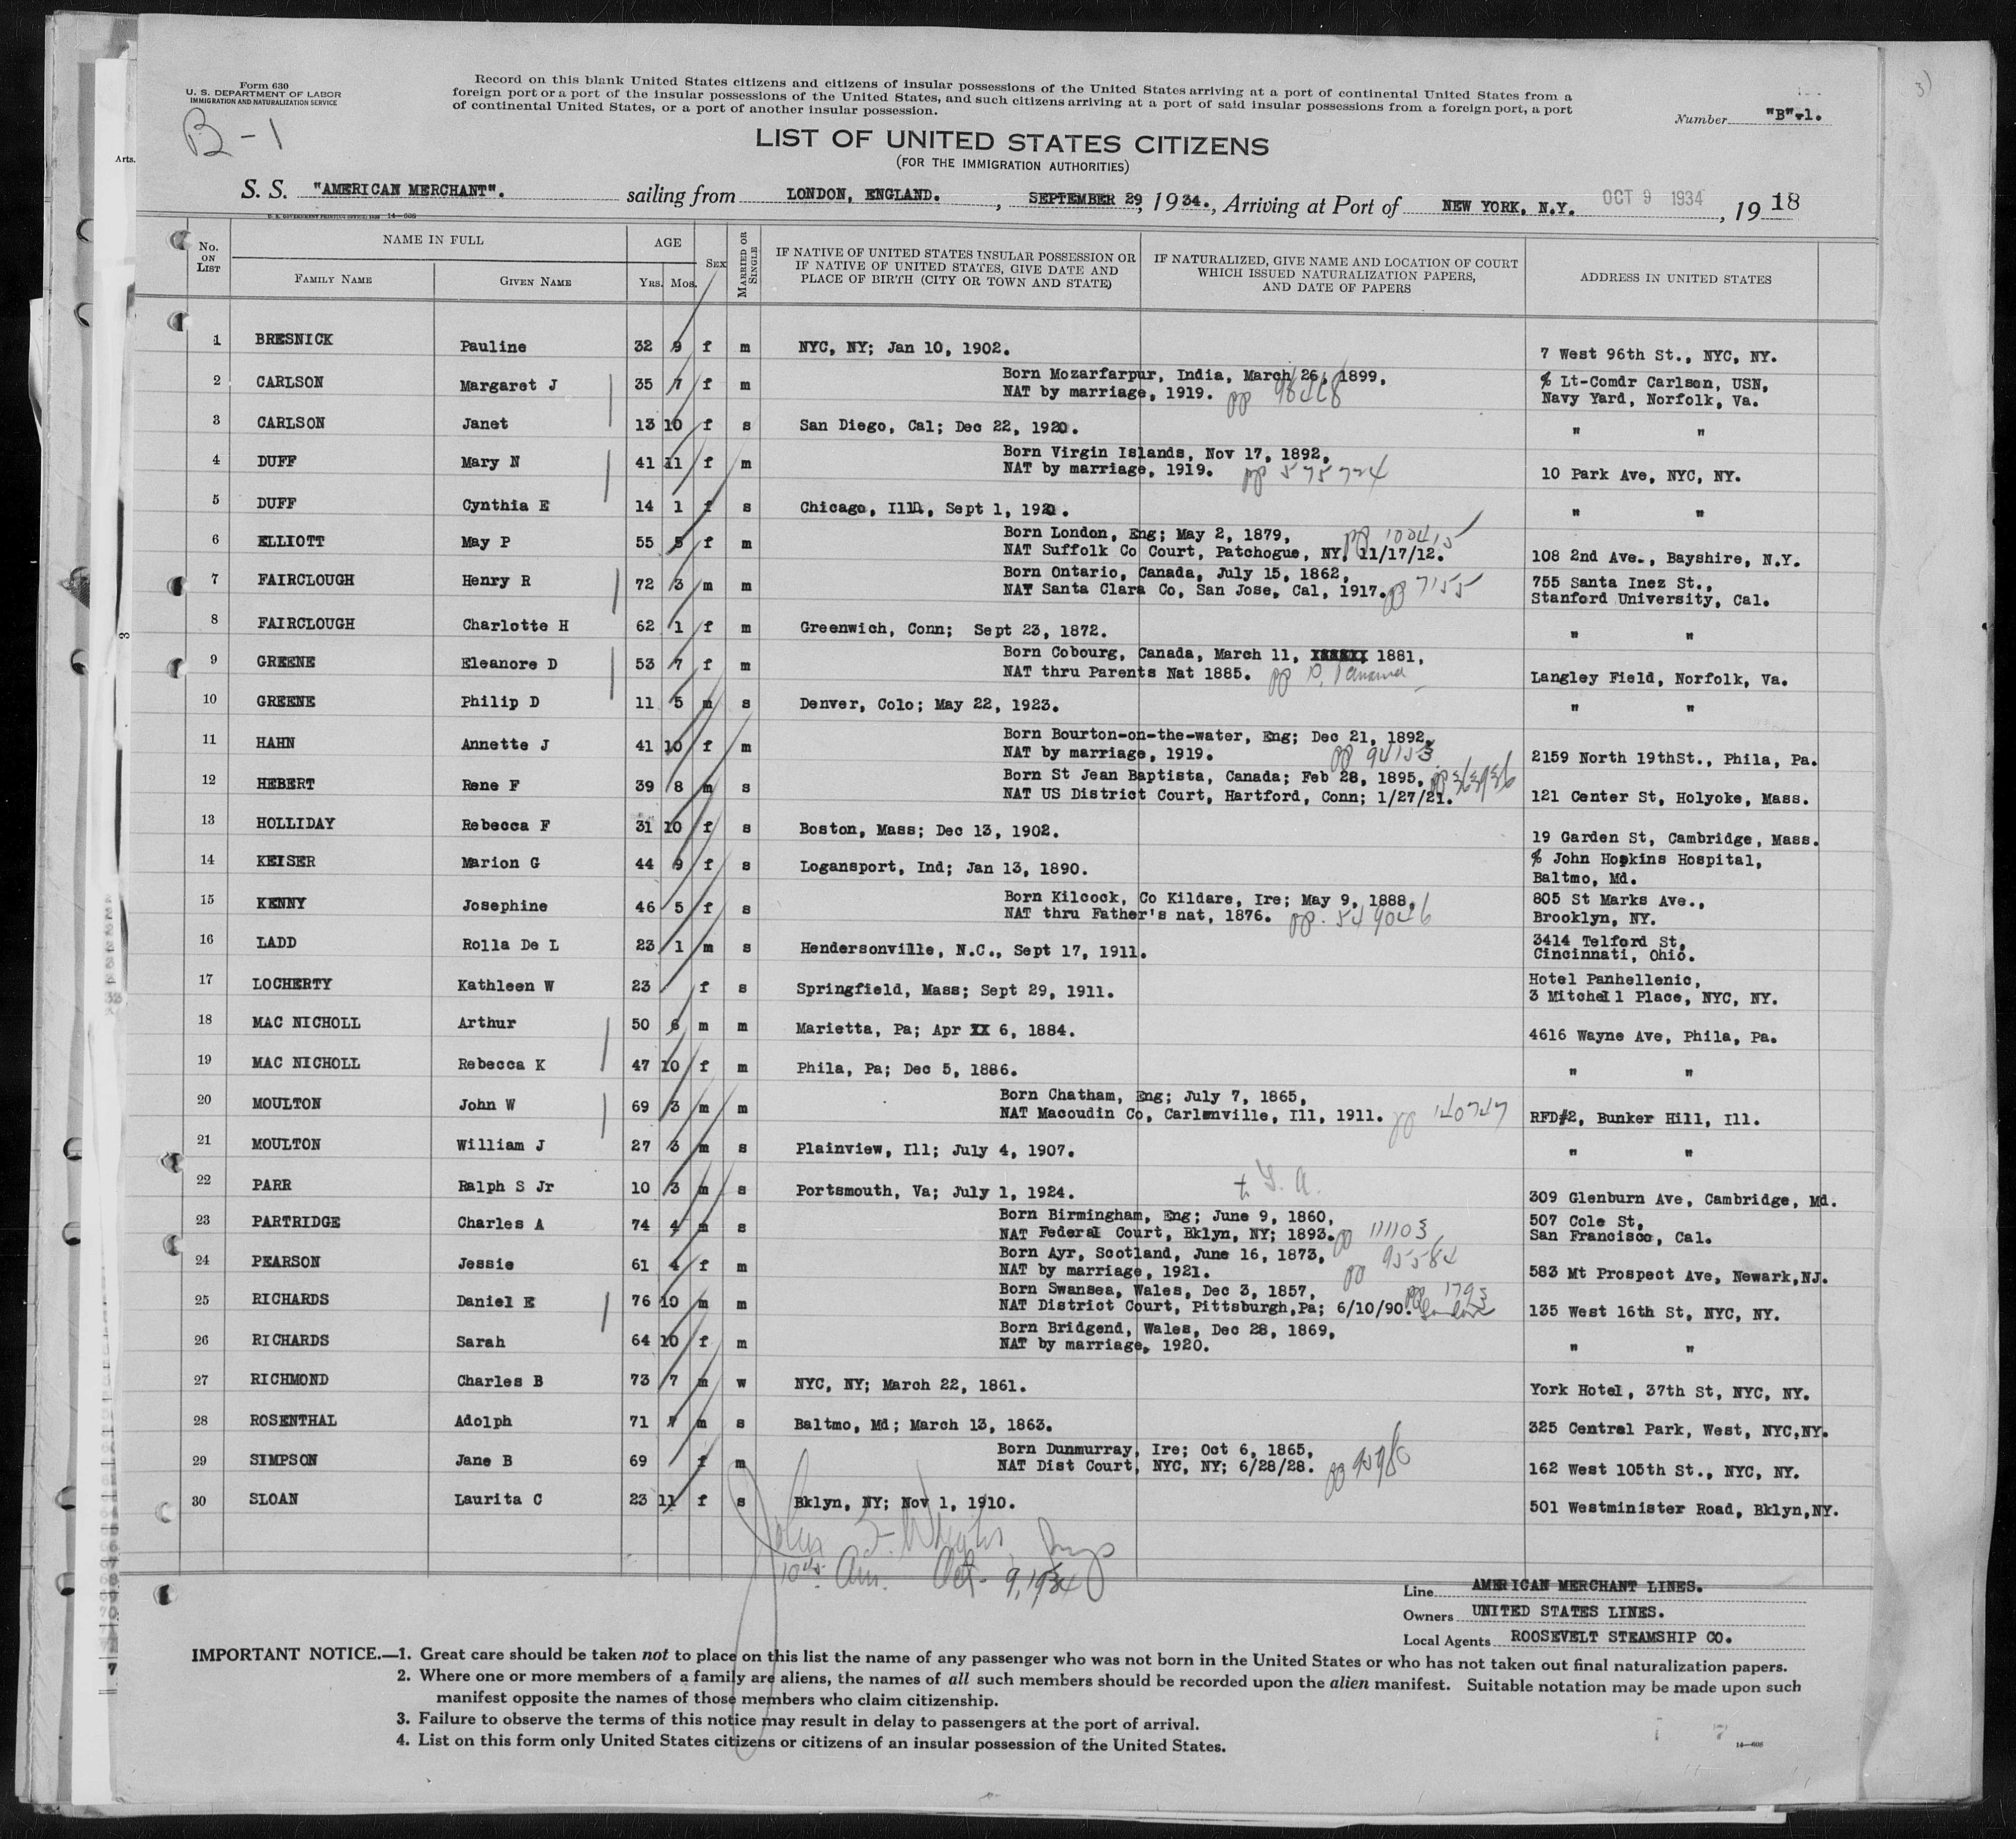 Form 630
U. S. DEPARTMENT OF LABOR
IMMIGRATION AND NATURALIZATION SERVICE
B-1
Record on this blank United States citizens and citizens of insular possessions of the United States arriving at a port of continental United States from a
foreign port or a port of the insular possessions of the United States, and such citizens arriving at a port of said insular possessions from a foreign port, a port
of continental United States, or a port of another insular possession.
Number "B"-1.
3)
LIST OF UNITED STATES CITIZENS
(FOR THE IMMIGRATION AUTHORITIES)
Arts.
S. S. "AMERICAN MERCHANT". sailing from LONDON, ENGLAND. , SEPTEMBER 29, 1934., Arriving at Port of NEW YORK, N.Y. OCT 9 1934, 1918
U. S. GOVERNMENT PRINTING OFFICE: 1929 14-608
No. ON LIST NAME IN FULL AGE SEX MARRIED OR SINGLE IF NATIVE OF UNITED STATES INSULAR POSSESSION OR IF NATIVE OF UNITED STATES, GIVE DATE AND PLACE OF BIRTH (CITY OR TOWN AND STATE) IF NATURALIZED, GIVE NAME AND LOCATION OF COURT WHICH ISSUED NATURALIZATION PAPERS, AND DATE OF PAPERS ADDRESS IN UNITED STATES
FAMILY NAME GIVEN NAME YRS. MOS.
1 BRESNICK Pauline 32 9 f m NYC, NY; Jan 10, 1902. 7 West 96th St., NYC, NY.
2 CARLSON Margaret J 35 7 f m Born Mozarfarpur, India, March 26, 1899, % Lt-Comdr Carlson, USN,
NAT by marriage, 1919. pp 98468 Navy Yard, Norfolk, Va.
3 CARLSON Janet 13 10 f s San Diego, Cal; Dec 22, 1920. " "
4 DUFF Mary N 41 11 f m Born Virgin Islands, Nov 17, 1892,
NAT by marriage, 1919. pp 575724 10 Park Ave, NYC, NY.
5 DUFF Cynthia E 14 1 f s Chicago, Ill., Sept 1, 1920. " "
6 ELLIOTT May P 55 5 f m Born London, Eng; May 2, 1879, pp 100415
NAT Suffolk Co Court, Patchogue, NY, 11/17/12. 108 2nd Ave., Bayshire, N.Y.
7 FAIRCLOUGH Henry R 72 3 m m Born Ontario, Canada, July 15, 1862, 755 Santa Inez St.,
NAT Santa Clara Co, San Jose, Cal, 1917. pp 7155 Stanford University, Cal.
8 FAIRCLOUGH Charlotte H 62 1 f m Greenwich, Conn; Sept 23, 1872. " "
9 GREENE Eleanore D 53 7 f m Born Cobourg, Canada, March 11, XXXXXX 1881,
NAT thru Parents Nat 1885. pp D, Panama Langley Field, Norfolk, Va.
10 GREENE Philip D 11 5 m s Denver, Colo; May 22, 1923. " "
11 HAHN Annette J 41 10 f m Born Bourton-on-the-water, Eng; Dec 21, 1892,
NAT by marriage, 1919. pp 94153 2159 North 19thSt., Phila, Pa.
12 HEBERT Rene F 39 8 m s Born St Jean Baptista, Canada; Feb 28, 1895, pp 363936
NAT US District Court, Hartford, Conn; 1/27/21. 121 Center St, Holyoke, Mass.
13 HOLLIDAY Rebecca F 31 10 f s Boston, Mass; Dec 13, 1902. 19 Garden St, Cambridge, Mass.
14 KEISER Marion G 44 9 f s Logansport, Ind; Jan 13, 1890. % John Hopkins Hospital,
Baltmo, Md.
15 KENNY Josephine 46 5 f s Born Kilcock, Co Kildare, Ire; May 9, 1888, 805 St Marks Ave.,
NAT thru Father's nat, 1876. pp. 549046 Brooklyn, NY.
16 LADD Rolla De L 23 1 m s Hendersonville, N.C., Sept 17, 1911. 3414 Telford St,
Cincinnati, Ohio.
17 LOCHERTY Kathleen W 23 f s Springfield, Mass; Sept 29, 1911. Hotel Panhellenic,
3 Mitchell Place, NYC, NY.
18 MAC NICHOLL Arthur 50 6 m m Marietta, Pa; Apr XX 6, 1884. 4616 Wayne Ave, Phila, Pa.
19 MAC NICHOLL Rebecca K 47 10 f m Phila, Pa; Dec 5, 1886. " "
20 MOULTON John W 69 3 m m Born Chatham, Eng; July 7, 1865,
NAT Macoudin Co, Carlenville, Ill, 1911. pp 140747 RFD#2, Bunker Hill, Ill.
21 MOULTON William J 27 3 m s Plainview, Ill; July 4, 1907. " "
22 PARR Ralph S Jr 10 3 m s Portsmouth, Va; July 1, 1924. 309 Glenburn Ave, Cambridge, Md.
23 PARTRIDGE Charles A 74 4 m s Born Birmingham, Eng; June 9, 1860, 507 Cole St,
NAT Federal Court, Bklyn, NY; 1893. pp 111103 San Francisco, Cal.
24 PEARSON Jessie 61 4 f m Born Ayr, Scotland, June 16, 1873,
NAT by marriage, 1921. pp 95584 583 Mt Prospect Ave, Newark,NJ.
25 RICHARDS Daniel E 76 10 m m Born Swansea, Wales, Dec 3, 1857,
NAT District Court, Pittsburgh,Pa; 6/10/90. pp 1793 London 135 West 16th St, NYC, NY.
26 RICHARDS Sarah 64 10 f m Born Bridgend, Wales, Dec 28, 1869,
NAT by marriage, 1920. " "
27 RICHMOND Charles B 73 7 m w NYC, NY; March 22, 1861. York Hotel, 37th St, NYC, NY.
28 ROSENTHAL Adolph 71 7 m s Baltmo, Md; March 13, 1863. 325 Central Park, West, NYC,NY.
29 SIMPSON Jane B 69 f m Born Dunmurray, Ire; Oct 6, 1865,
NAT Dist Court, NYC, NY; 6/28/28. 162 West 105th St., NYC, NY.
30 SLOAN Laurita C 23 11 f s Bklyn, NY; Nov 1, 1910. 501 Westminister Road, Bklyn,NY.
Oct. 9, 1934
Line AMERICAN MERCHANT LINES.
Owners UNITED STATES LINES.
Local Agents ROOSEVELT STEAMSHIP CO.
IMPORTANT NOTICE.—1. Great care should be taken not to place on this list the name of any passenger who was not born in the United States or who has not taken out final naturalization papers.
2. Where one or more members of a family are aliens, the names of all such members should be recorded upon the alien manifest. Suitable notation may be made upon such
manifest opposite the names of those members who claim citizenship.
3. Failure to observe the terms of this notice may result in delay to passengers at the port of arrival.
4. List on this form only United States citizens or citizens of an insular possession of the United States.
14—608